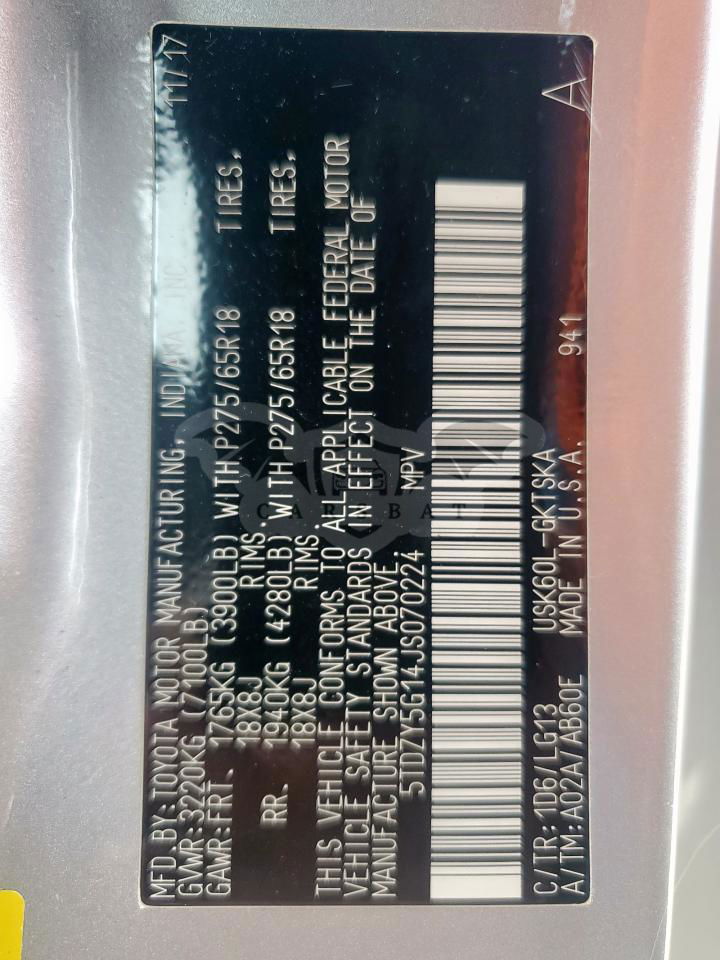 MFD.BY:TOYOTA MOTOR MANUFACTURING, INDIANA, INC. 11/17
GVWR:3220KG (7100LB)
GAWR:FRT. 1765KG (3900LB) WITH P275/65R18 TIRES,
18X8J RIMS,
RR. 1940KG (4280LB) WITH P275/65R18 TIRES,
18X8J RIMS.
THIS VEHICLE CONFORMS TO ALL APPLICABLE FEDERAL MOTOR
VEHICLE SAFETY STANDARDS IN EFFECT ON THE DATE OF
MANUFACTURE SHOWN ABOVE.
5TDZY5G14JS070224 MPV
C/TR:1D6/LG13 USK60L-GKTSKA A
A/TM:A02A7/AB60E MADE IN U.S.A. 941
CARSBAT